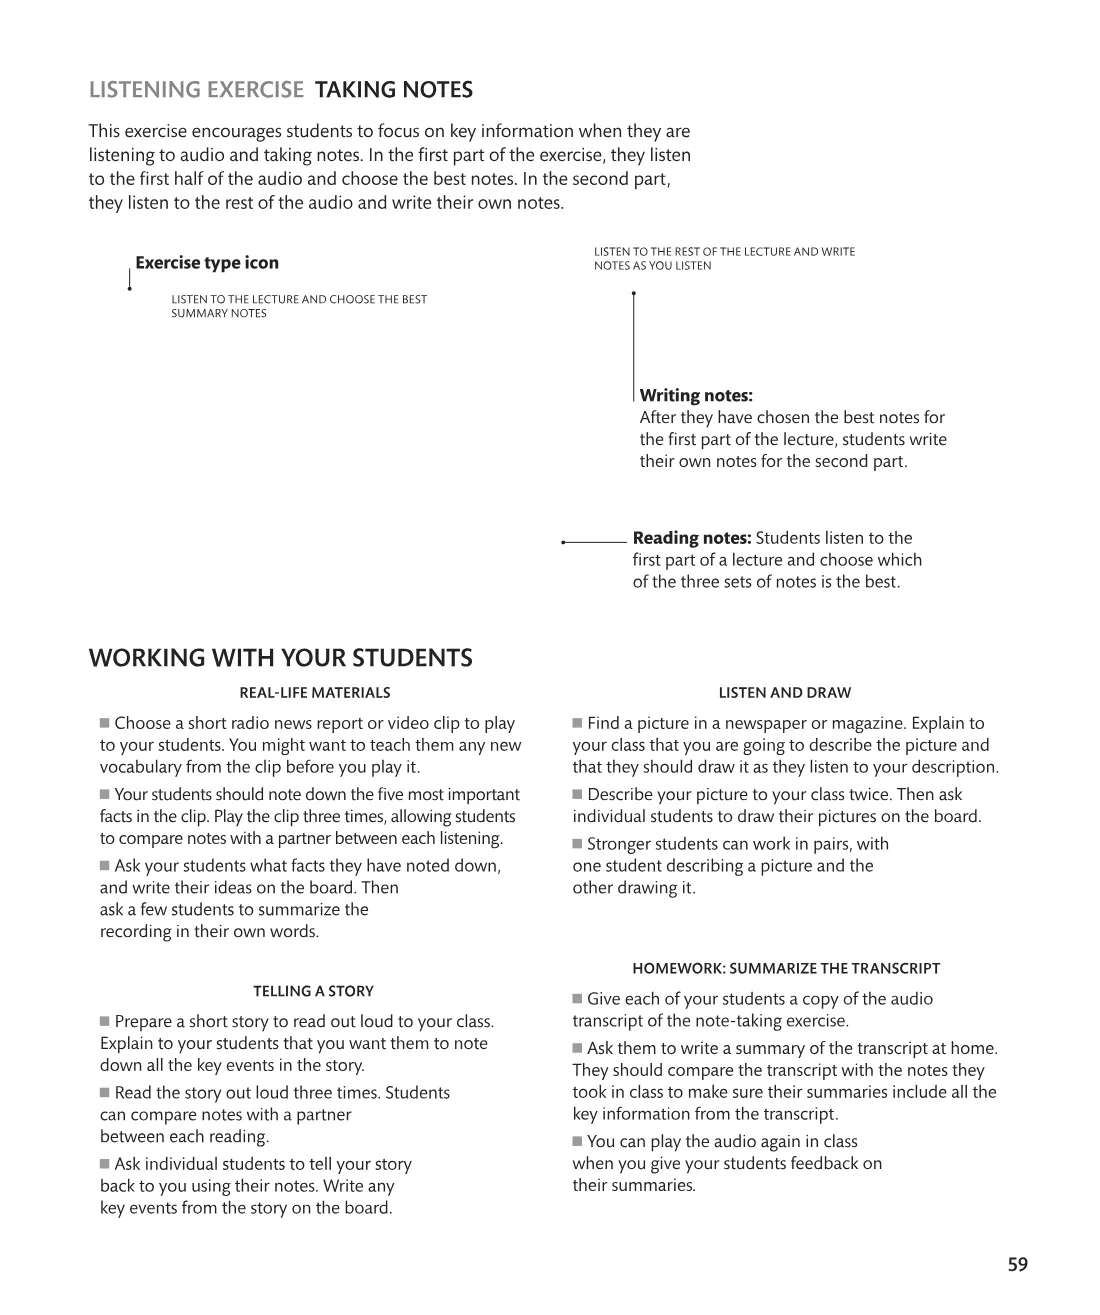 LISTENING EXERCISE TAKING NOTES
This exercise encourages students to focus on key information when they are
listening to audio and taking notes. In the first part of the exercise, they listen
to the first half of the audio and choose the best notes. In the second part,
they listen to the rest of the audio and write their own notes.
Exercise type icon
LISTEN TO THE LECTURE AND CHOOSE THE BEST
SUMMARY NOTES
LISTEN TO THE REST OF THE LECTURE AND WRITE
NOTES AS YOU LISTEN
Writing notes:
After they have chosen the best notes for
the first part of the lecture, students write
their own notes for the second part.
Reading notes: Students listen to the
first part of a lecture and choose which
of the three sets of notes is the best.
WORKING WITH YOUR STUDENTS
REAL-LIFE MATERIALS
■ Choose a short radio news report or video clip to play
to your students. You might want to teach them any new
vocabulary from the clip before you play it.
■ Your students should note down the five most important
facts in the clip. Play the clip three times, allowing students
to compare notes with a partner between each listening.
■ Ask your students what facts they have noted down,
and write their ideas on the board. Then
ask a few students to summarize the
recording in their own words.
TELLING A STORY
■ Prepare a short story to read out loud to your class.
Explain to your students that you want them to note
down all the key events in the story.
■ Read the story out loud three times. Students
can compare notes with a partner
between each reading.
■ Ask individual students to tell your story
back to you using their notes. Write any
key events from the story on the board.
LISTEN AND DRAW
■ Find a picture in a newspaper or magazine. Explain to
your class that you are going to describe the picture and
that they should draw it as they listen to your description.
■ Describe your picture to your class twice. Then ask
individual students to draw their pictures on the board.
■ Stronger students can work in pairs, with
one student describing a picture and the
other drawing it.
HOMEWORK: SUMMARIZE THE TRANSCRIPT
■ Give each of your students a copy of the audio
transcript of the note-taking exercise.
■ Ask them to write a summary of the transcript at home.
They should compare the transcript with the notes they
took in class to make sure their summaries include all the
key information from the transcript.
■ You can play the audio again in class
when you give your students feedback on
their summaries.
59